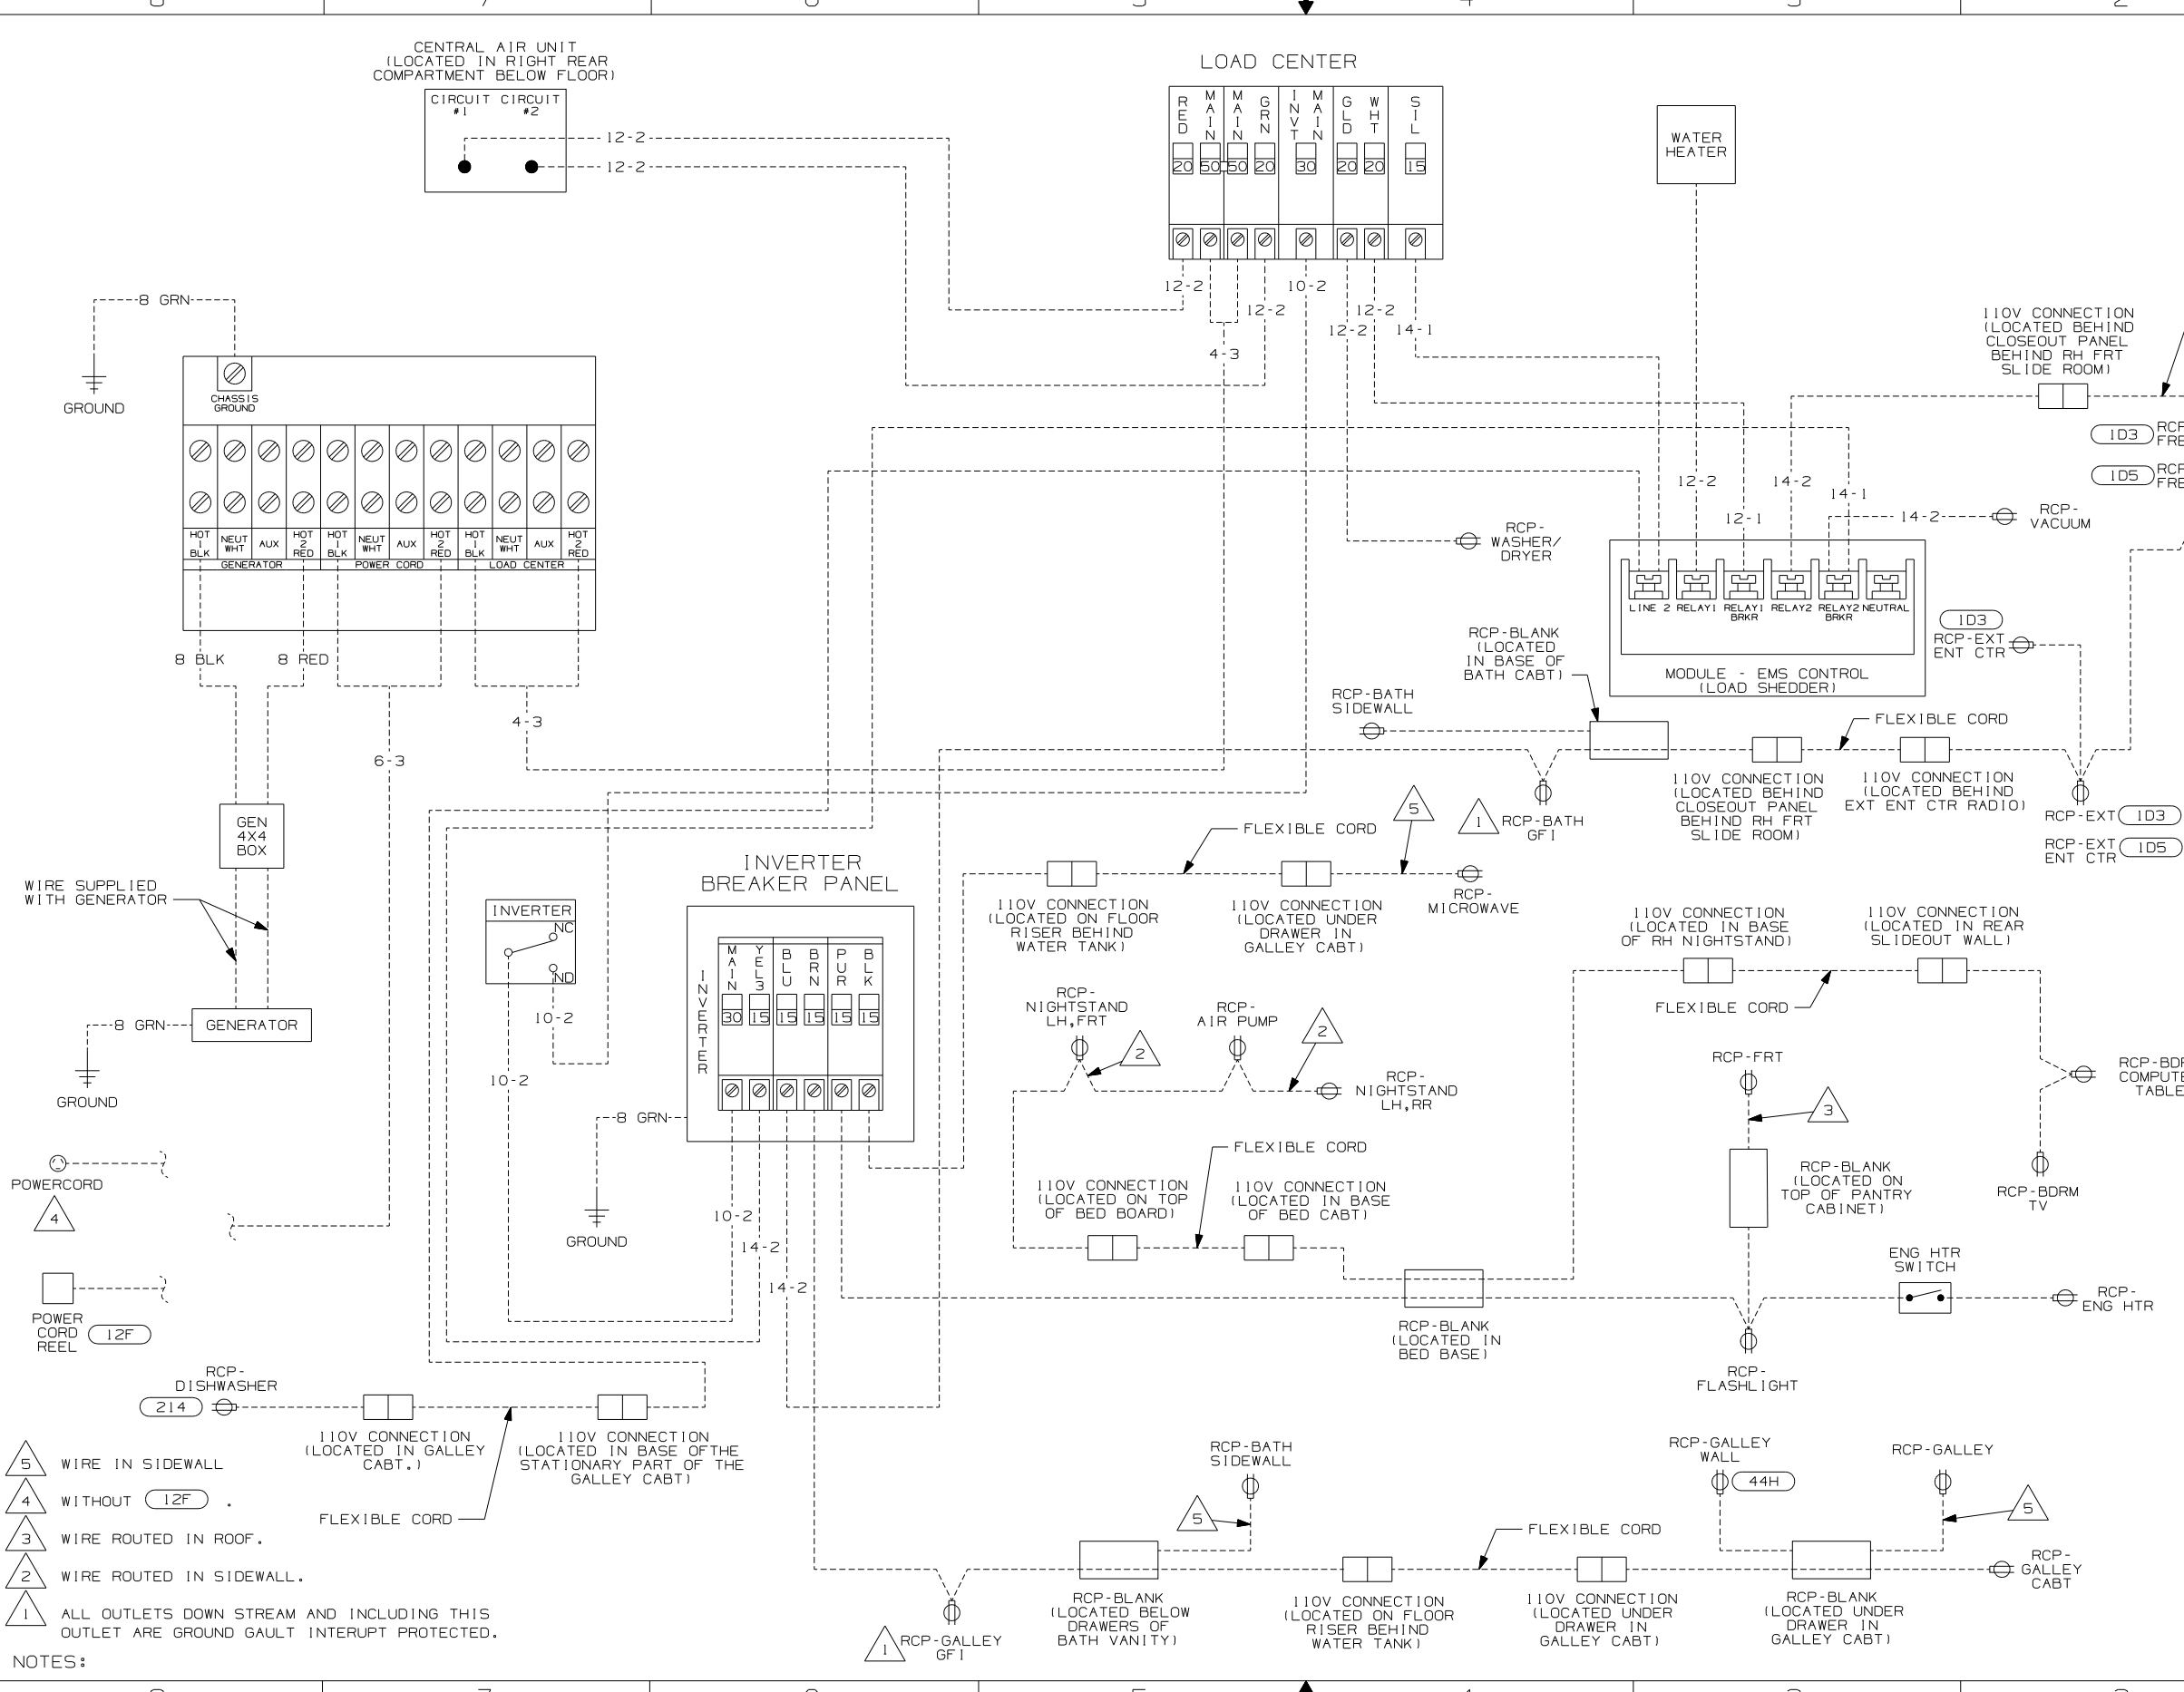 CENTRAL AIR UNIT
(LOCATED IN RIGHT REAR
COMPARTMENT BELOW FLOOR)
CIRCUIT CIRCUIT
#1 #2
12-2
12-2
LOAD CENTER
RED MAIN MAIN GRN INVT MAIN GLD WHT SIL
20 50 50 20 30 20 20 15
12-2
4-3
12-2
10-2
12-2
12-2
14-1
WATER
HEATER
110V CONNECTION
(LOCATED BEHIND
CLOSEOUT PANEL
BEHIND RH FRT
SLIDE ROOM)
1D3
1D5
8 GRN
GROUND
CHASSIS
GROUND
HOT 1 BLK
NEUT WHT
AUX
HOT 2 RED
HOT 1 BLK
NEUT WHT
AUX
HOT 2 RED
HOT 1 BLK
NEUT WHT
AUX
HOT 2 RED
GENERATOR
POWER CORD
LOAD CENTER
8 BLK
8 RED
4-3
6-3
12-2
14-2
14-1
12-1
14-2
RCP-
VACUUM
RCP-
WASHER/
DRYER
LINE 2
RELAY1
RELAY1 BRKR
RELAY2
RELAY2 BRKR
NEUTRAL
MODULE - EMS CONTROL
(LOAD SHEDDER)
1D3
RCP-EXT
ENT CTR
RCP-BLANK
(LOCATED
IN BASE OF
BATH CABT)
RCP-BATH
SIDEWALL
FLEXIBLE CORD
110V CONNECTION
(LOCATED BEHIND
CLOSEOUT PANEL
BEHIND RH FRT
SLIDE ROOM)
110V CONNECTION
(LOCATED BEHIND
EXT ENT CTR RADIO)
RCP-EXT 1D3
RCP-EXT
ENT CTR 1D5
1
RCP-BATH
GFI
GEN
4X4
BOX
WIRE SUPPLIED
WITH GENERATOR
8 GRN
GENERATOR
GROUND
POWERCORD
4
POWER
CORD
REEL
12F
INVERTER
NC
ND
10-2
10-2
INVERTER
BREAKER PANEL
INVERTER
MAIN YEL3 BLU BRN PUR BLK
30 15 15 15 15 15
8 GRN
GROUND
10-2
14-2
14-2
FLEXIBLE CORD
5
110V CONNECTION
(LOCATED ON FLOOR
RISER BEHIND
WATER TANK)
110V CONNECTION
(LOCATED UNDER
DRAWER IN
GALLEY CABT)
RCP-
MICROWAVE
RCP-
NIGHTSTAND
LH,FRT
2
RCP-
AIR PUMP
2
RCP-
NIGHTSTAND
LH,RR
FLEXIBLE CORD
110V CONNECTION
(LOCATED ON TOP
OF BED BOARD)
110V CONNECTION
(LOCATED IN BASE
OF BED CABT)
RCP-BLANK
(LOCATED IN
BED BASE)
110V CONNECTION
(LOCATED IN BASE
OF RH NIGHTSTAND)
110V CONNECTION
(LOCATED IN REAR
SLIDEOUT WALL)
FLEXIBLE CORD
RCP-FRT
3
RCP-BLANK
(LOCATED ON
TOP OF PANTRY
CABINET)
RCP-BDRM
TV
ENG HTR
SWITCH
RCP-
ENG HTR
RCP-
FLASHLIGHT
RCP-
DISHWASHER
214
110V CONNECTION
(LOCATED IN GALLEY
CABT.)
110V CONNECTION
(LOCATED IN BASE OFTHE
STATIONARY PART OF THE
GALLEY CABT)
FLEXIBLE CORD
RCP-BATH
SIDEWALL
5
RCP-GALLEY
WALL
44H
RCP-GALLEY
5
FLEXIBLE CORD
RCP-
GALLEY
CABT
1
RCP-GALLEY
GFI
RCP-BLANK
(LOCATED BELOW
DRAWERS OF
BATH VANITY)
110V CONNECTION
(LOCATED ON FLOOR
RISER BEHIND
WATER TANK)
110V CONNECTION
(LOCATED UNDER
DRAWER IN
GALLEY CABT)
RCP-BLANK
(LOCATED UNDER
DRAWER IN
GALLEY CABT)
5 WIRE IN SIDEWALL
4 WITHOUT 12F .
3 WIRE ROUTED IN ROOF.
2 WIRE ROUTED IN SIDEWALL.
1 ALL OUTLETS DOWN STREAM AND INCLUDING THIS
OUTLET ARE GROUND GAULT INTERUPT PROTECTED.
NOTES: